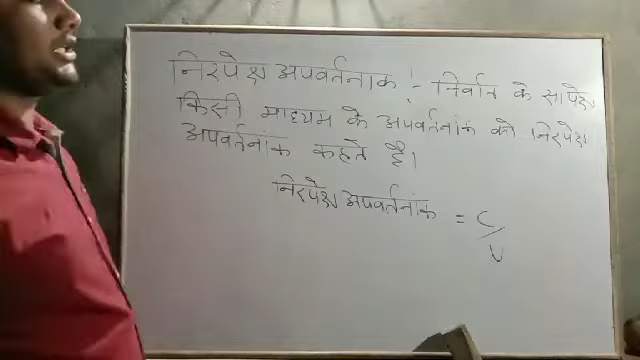 निरपेक्ष अपवर्तनाक :- निर्वात के सापेक्ष
किसी माध्यम के अपवर्तनांक को निरपेक्ष
अपवर्तनांक कहते है।
निरपेक्ष अपवर्तनांक = C/V